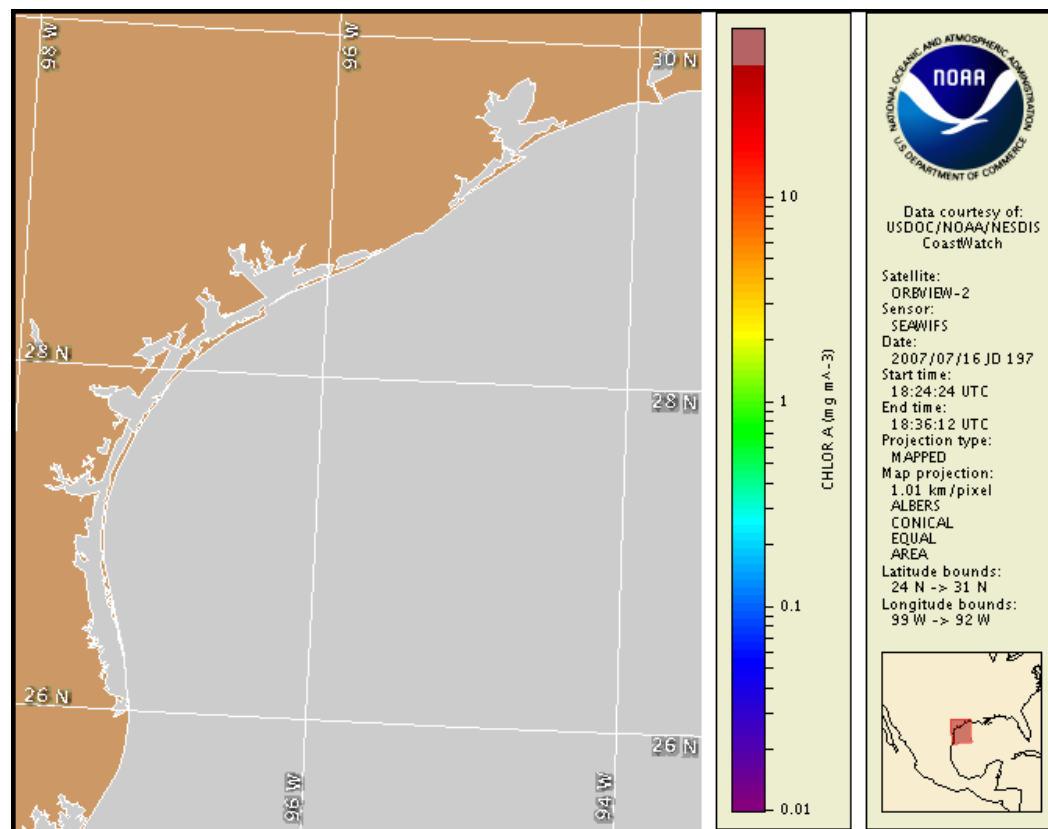 98 W
96 W
30 N
28 N
28 N
26 N
26 N
96 W
94 W
10
1
0.1
0.01
CHLOR A (mg m^-3)
NATIONAL OCEANIC AND ATMOSPHERIC ADMINISTRATION
NOAA
U.S. DEPARTMENT OF COMMERCE
Data courtesy of:
USDOC/NOAA/NESDIS
CoastWatch
Satellite:
ORBVIEW-2
Sensor:
SEAWIFS
Date:
2007/07/16 JD 197
Start time:
18:24:24 UTC
End time:
18:36:12 UTC
Projection type:
MAPPED
Map projection:
1.01 km/pixel
ALBERS
CONICAL
EQUAL
AREA
Latitude bounds:
24 N -> 31 N
Longitude bounds:
99 W -> 92 W